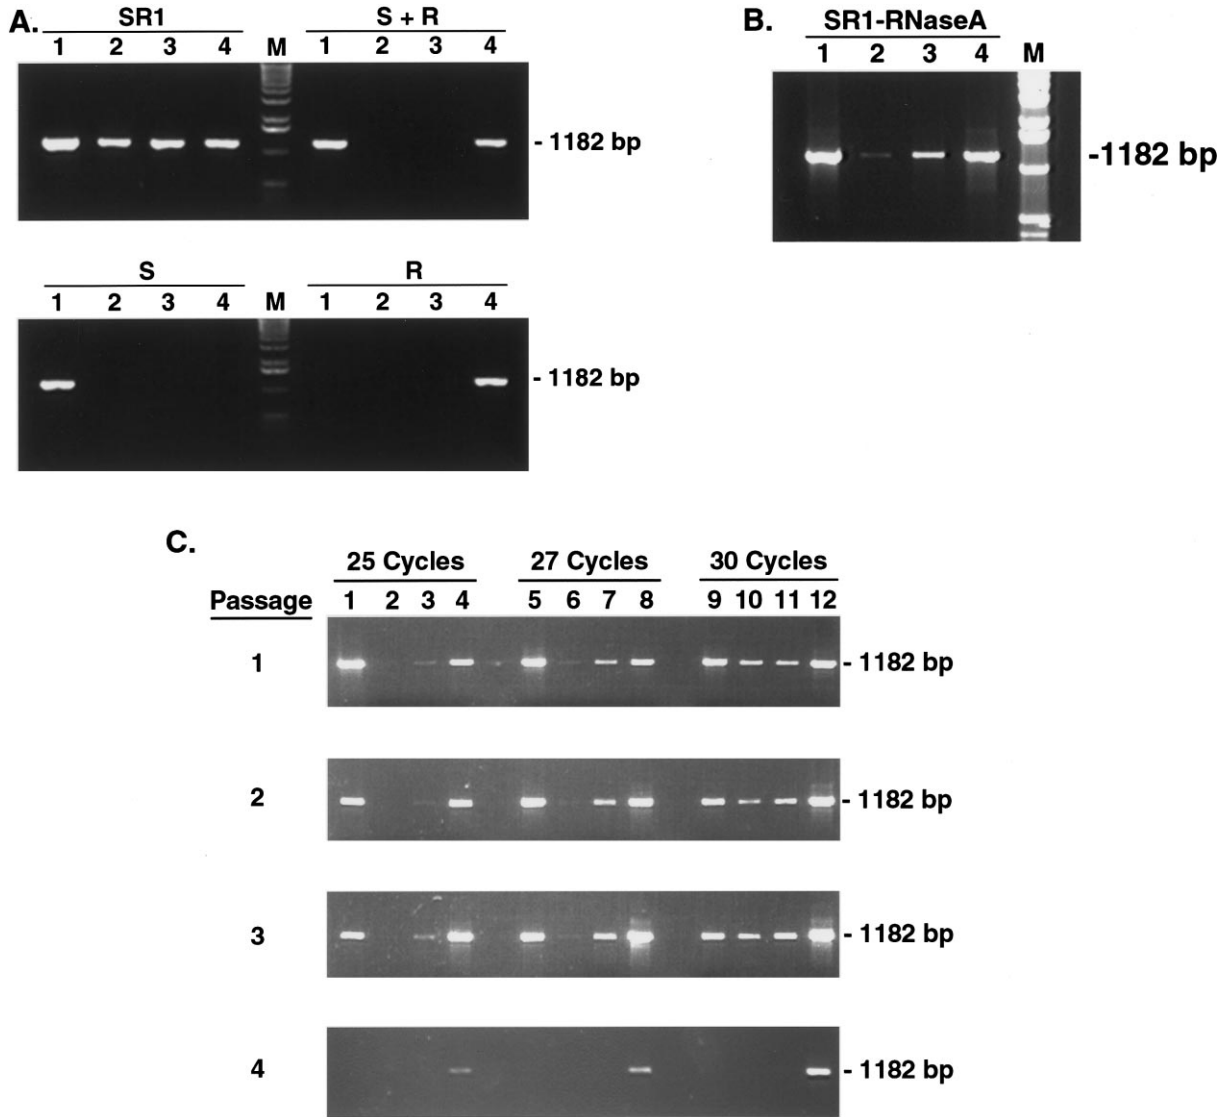 A.
SR1 S + R
1 2 3 4 M 1 2 3 4
- 1182 bp
S R
1 2 3 4 M 1 2 3 4
- 1182 bp
B.
SR1-RNaseA
1 2 3 4 M
-1182 bp
C.
25 Cycles 27 Cycles 30 Cycles
Passage 1 2 3 4 5 6 7 8 9 10 11 12
1 - 1182 bp
2 - 1182 bp
3 - 1182 bp
4 - 1182 bp